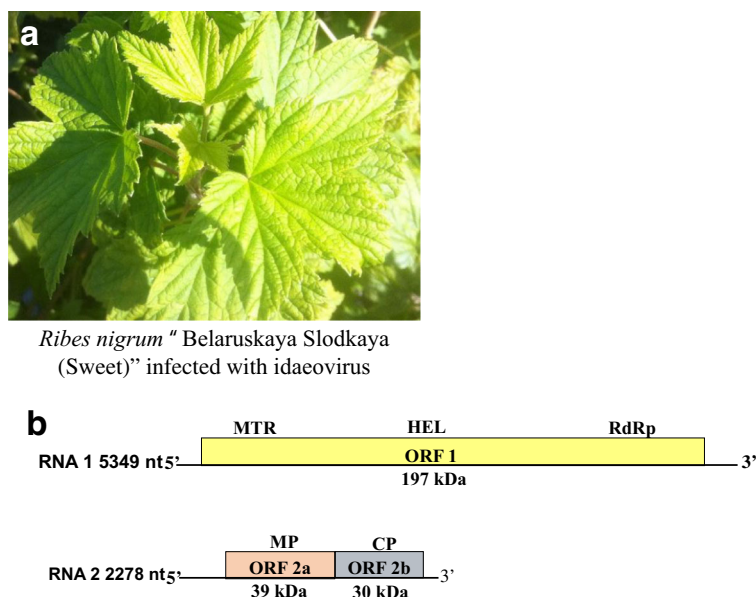 a
Ribes nigrum “ Belaruskaya Slodkaya
(Sweet)” infected with idaeovirus
b
MTR HEL RdRp
RNA 1 5349 nt 5’ ORF 1 3’
197 kDa
MP CP
RNA 2 2278 nt 5’ ORF 2a ORF 2b 3’
39 kDa 30 kDa